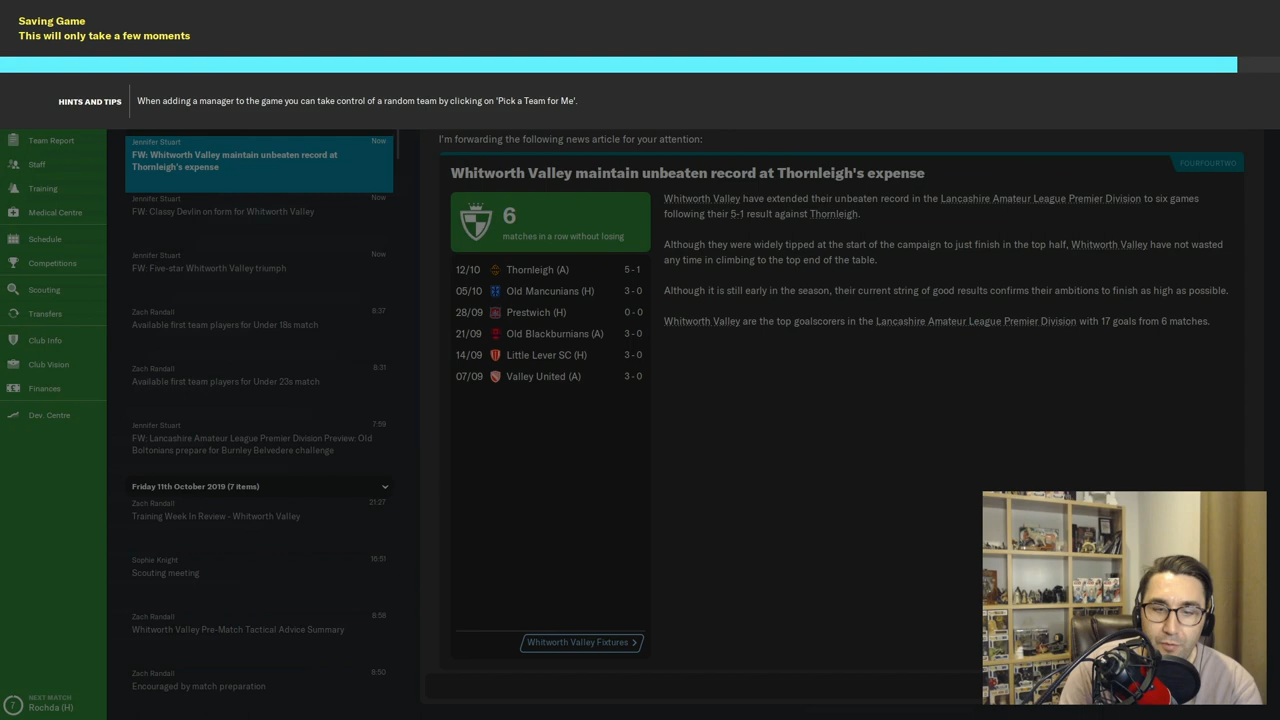 Saving Game
This will only take a few moments
HINTS AND TIPS
When adding a manager to the game you can take control of a random team by clicking on 'Pick a Team for Me'.
Team Report
Staff
Training
Medical Centre
Schedule
Competitions
Scouting
Transfers
Club Info
Club Vision
Finances
Dev. Centre
NEXT MATCH
7
Rochda (H)
Jennifer Stuart Now
FW: Whitworth Valley maintain unbeaten record at
Thornleigh's expense
Jennifer Stuart Now
FW: Classy Devlin on form for Whitworth Valley
Jennifer Stuart Now
FW: Five-star Whitworth Valley triumph
Zach Randall 8:37
Available first team players for Under 18s match
Zach Randall 8:31
Available first team players for Under 23s match
Jennifer Stuart 7:59
FW: Lancashire Amateur League Premier Division Preview: Old
Boltonians prepare for Burnley Belvedere challenge
Friday 11th October 2019 (7 items)
Zach Randall 21:27
Training Week In Review - Whitworth Valley
Sophie Knight 16:51
Scouting meeting
Zach Randall 8:58
Whitworth Valley Pre-Match Tactical Advice Summary
Zach Randall 8:50
Encouraged by match preparation
I'm forwarding the following news article for your attention:
FOURFOURTWO
Whitworth Valley maintain unbeaten record at Thornleigh's expense
6
matches in a row without losing
12/10 Thornleigh (A) 5 - 1
05/10 Old Mancunians (H) 3 - 0
28/09 Prestwich (H) 0 - 0
21/09 Old Blackburnians (A) 3 - 0
14/09 Little Lever SC (H) 3 - 0
07/09 Valley United (A) 3 - 0
Whitworth Valley Fixtures
Whitworth Valley have extended their unbeaten record in the Lancashire Amateur League Premier Division to six games
following their 5-1 result against Thornleigh.
Although they were widely tipped at the start of the campaign to just finish in the top half, Whitworth Valley have not wasted
any time in climbing to the top end of the table.
Although it is still early in the season, their current string of good results confirms their ambitions to finish as high as possible.
Whitworth Valley are the top goalscorers in the Lancashire Amateur League Premier Division with 17 goals from 6 matches.